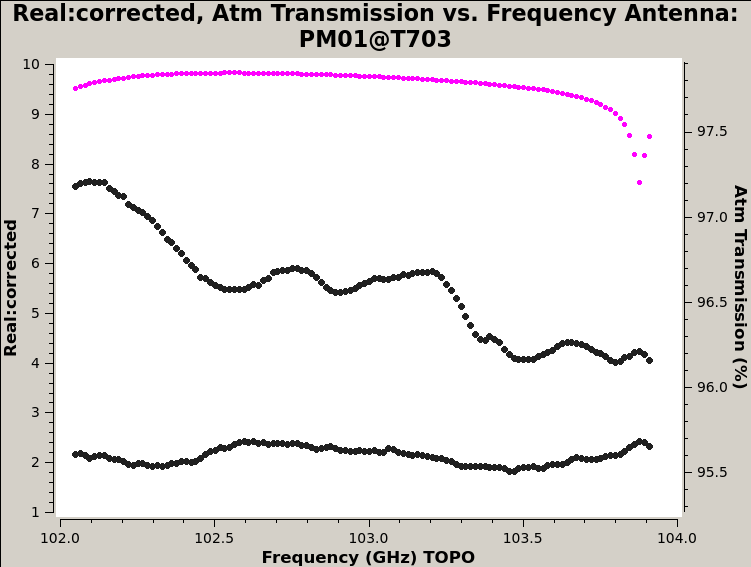 Real:corrected, Atm Transmission vs. Frequency Antenna:
PM01@T703
10
9
8
7
6
5
4
3
2
1
Real:corrected
97.5
97.0
96.5
96.0
95.5
Atm Transmission (%)
102.0 102.5 103.0 103.5 104.0
Frequency (GHz) TOPO